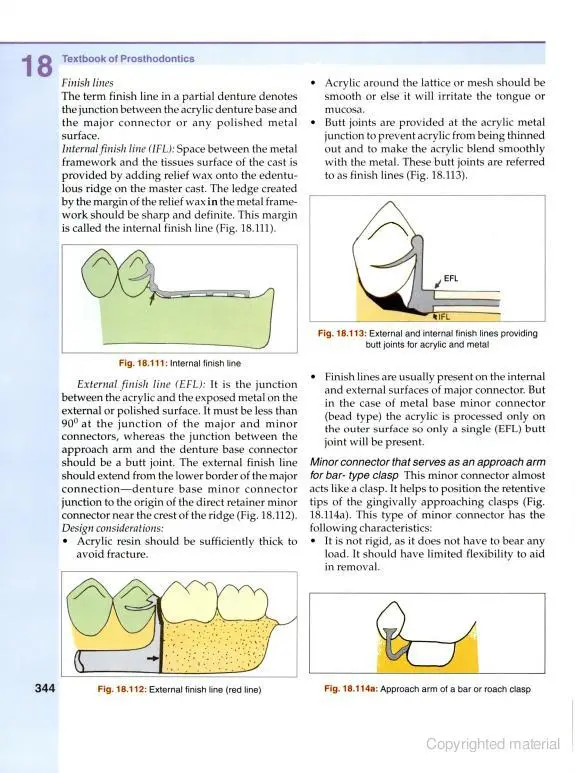 18
Textbook of Prosthodontics
Finish lines
The term finish line in a partial denture denotes
the junction between the acrylic denture base and
the major connector or any polished metal
surface.
Internal finish line (IFL): Space between the metal
framework and the tissues surface of the cast is
provided by adding relief wax onto the edentu-
lous ridge on the master cast. The ledge created
by the margin of the relief wax in the metal frame-
work should be sharp and definite. This margin
is called the internal finish line (Fig. 18.111).
Fig. 18.111: Internal finish line
External finish line (EFL): It is the junction
between the acrylic and the exposed metal on the
external or polished surface. It must be less than
90⁰ at the junction of the major and minor
connectors, whereas the junction between the
approach arm and the denture base connector
should be a butt joint. The external finish line
should extend from the lower border of the major
connection—denture base minor connector
junction to the origin of the direct retainer minor
connector near the crest of the ridge (Fig. 18.112).
Design considerations:
• Acrylic resin should be sufficiently thick to
avoid fracture.
Fig. 18.112: External finish line (red line)
344
• Acrylic around the lattice or mesh should be
smooth or else it will irritate the tongue or
mucosa.
• Butt joints are provided at the acrylic metal
junction to prevent acrylic from being thinned
out and to make the acrylic blend smoothly
with the metal. These butt joints are referred
to as finish lines (Fig. 18.113).
EFL
IFL
Fig. 18.113: External and internal finish lines providing
butt joints for acrylic and metal
• Finish lines are usually present on the internal
and external surfaces of major connector. But
in the case of metal base minor connector
(bead type) the acrylic is processed only on
the outer surface so only a single (EFL) butt
joint will be present.
Minor connector that serves as an approach arm
for bar- type clasp This minor connector almost
acts like a clasp. It helps to position the retentive
tips of the gingivally approaching clasps (Fig.
18.114a). This type of minor connector has the
following characteristics:
• It is not rigid, as it does not have to bear any
load. It should have limited flexibility to aid
in removal.
Fig. 18.114a: Approach arm of a bar or roach clasp
Copyrighted material